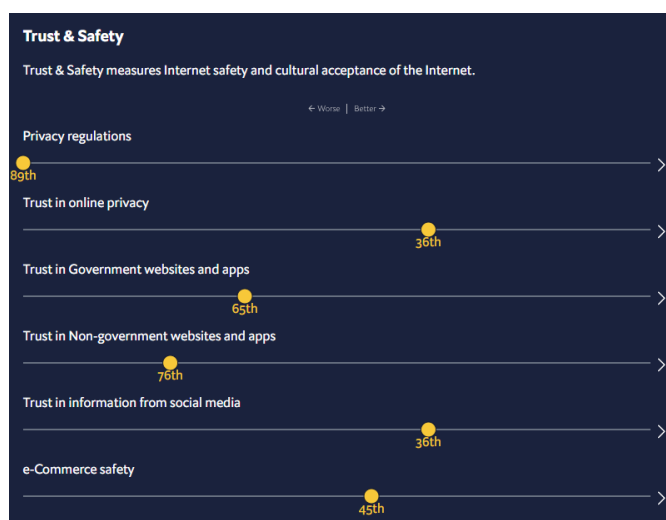 Trust & Safety
Trust & Safety measures Internet safety and cultural acceptance of the Internet.
← Worse | Better →
Privacy regulations
89th
Trust in online privacy
36th
Trust in Government websites and apps
65th
Trust in Non-government websites and apps
76th
Trust in information from social media
36th
e-Commerce safety
45th